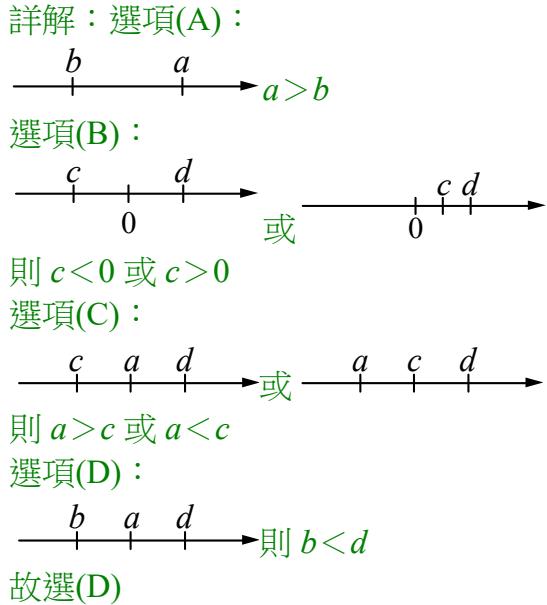 詳解：選項(A)：
b a
a＞b
選項(B)：
c d
0
或
c d
0
則 c＜0 或 c＞0
選項(C)：
c a d
或
a c d
則 a＞c 或 a＜c
選項(D)：
b a d
則 b＜d
故選(D)